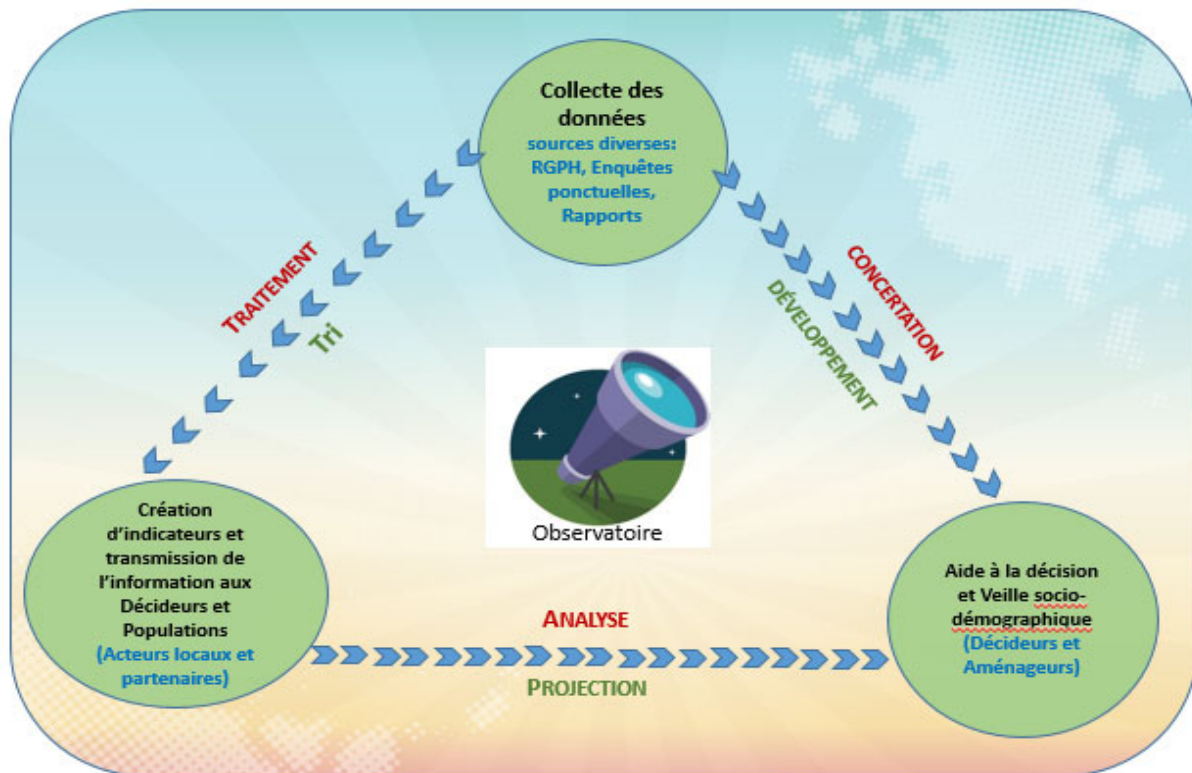 Collecte des
données
sources diverses:
RGPH, Enquêtes
ponctuelles,
Rapports
TRAITEMENT
Tri
CONCERTATION
DÉVELOPPEMENT
Observatoire
Création
d'indicateurs et
transmission de
l'information aux
Décideurs et
Populations
(Acteurs locaux et
partenaires)
ANALYSE
PROJECTION
Aide à la décision
et Veille socio-
démographique
(Décideurs et
Aménageurs)